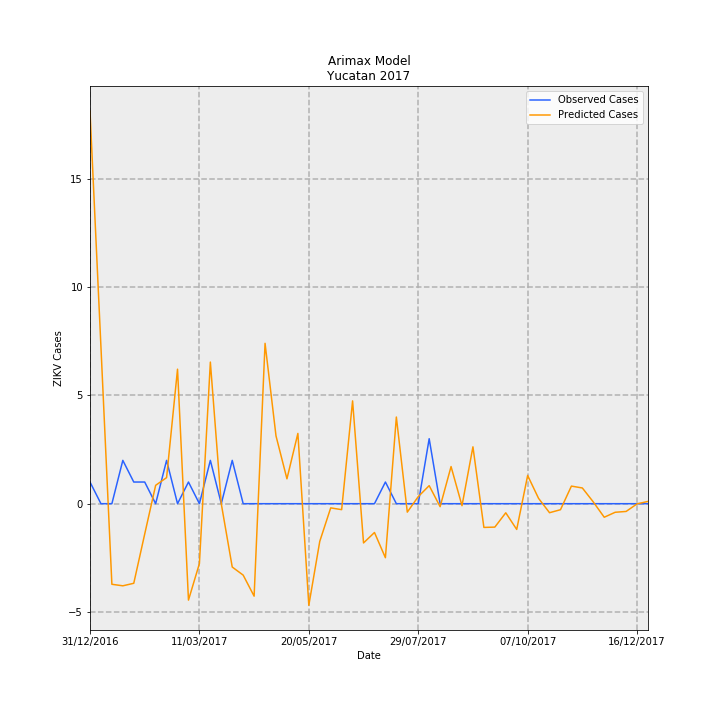 Arimax Model
Yucatan 2017
Observed Cases
Predicted Cases
ZIKV Cases
15
10
5
0
−5
31/12/2016
11/03/2017
20/05/2017
29/07/2017
07/10/2017
16/12/2017
Date